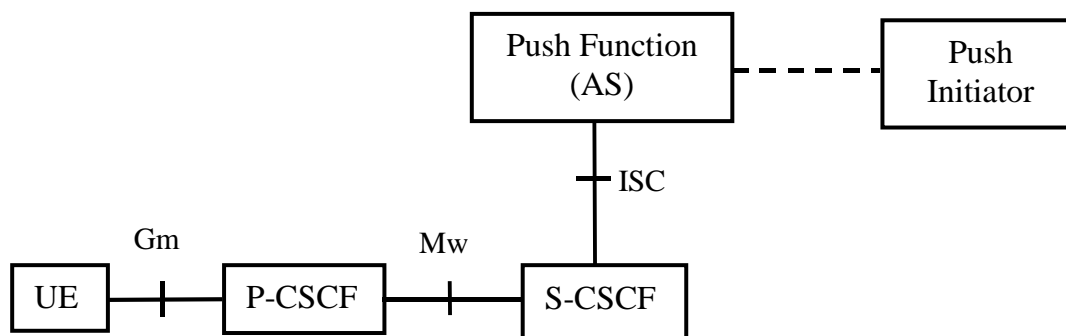 Push Function
(AS)
Push
Initiator
ISC
Gm
Mw
UE
P-CSCF
S-CSCF